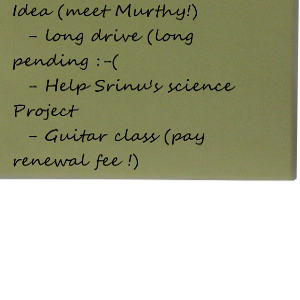 Idea (meet Murthy!)
- long drive (long
pending :-(
- Help Srinu's science
Project
- Guitar class (pay
renewal fee !)